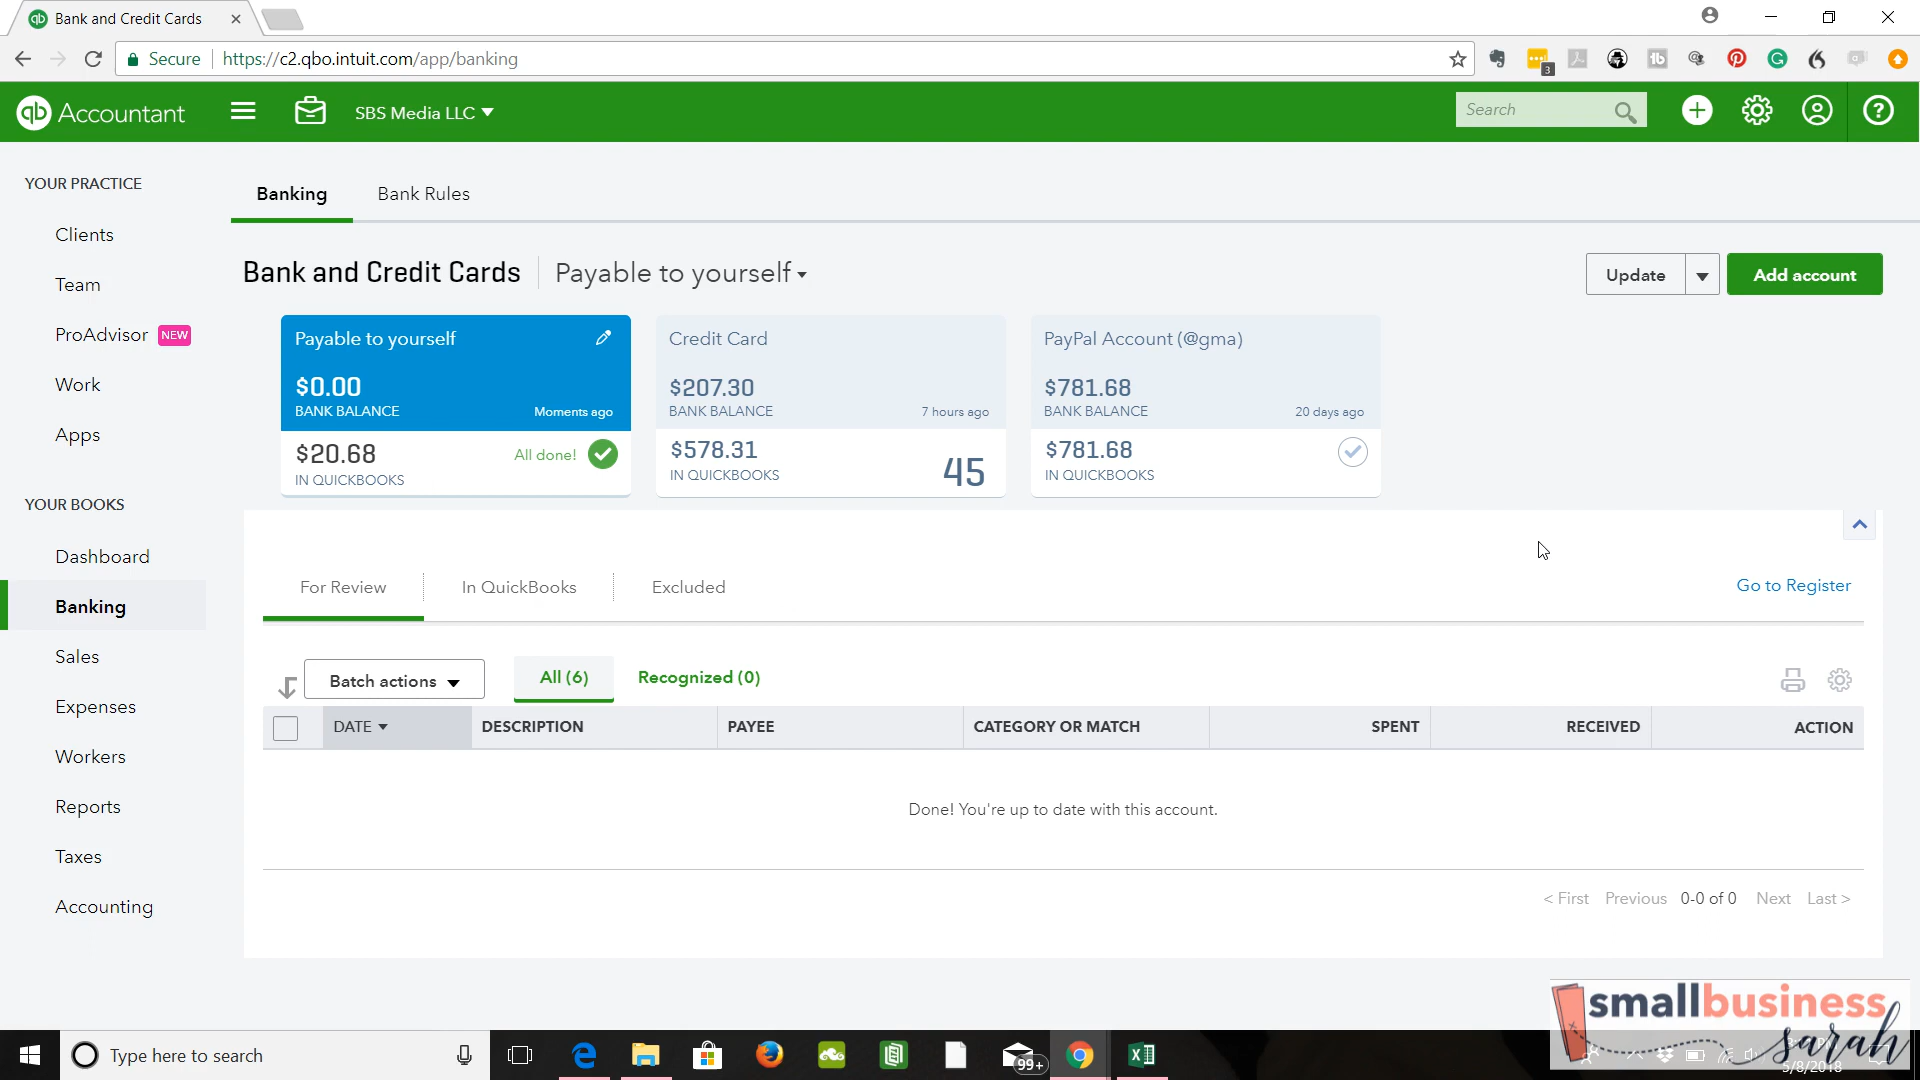 Bank and Credit Cards
Secure
https://c2.qbo.intuit.com/app/banking
3
qb Accountant
SBS Media LLC
Search
YOUR PRACTICE
Clients
Team
ProAdvisor NEW
Work
Apps
YOUR BOOKS
Dashboard
Banking
Sales
Expenses
Workers
Reports
Taxes
Accounting
Banking
Bank Rules
Bank and Credit Cards
Payable to yourself
Update
Add account
Payable to yourself
$0.00
BANK BALANCE
Moments ago
$20.68
IN QUICKBOOKS
All done!
Credit Card
$207.30
BANK BALANCE
7 hours ago
$578.31
IN QUICKBOOKS
45
PayPal Account (@gma)
$781.68
BANK BALANCE
20 days ago
$781.68
IN QUICKBOOKS
For Review
In QuickBooks
Excluded
Go to Register
Batch actions
All (6)
Recognized (0)
DATE
DESCRIPTION
PAYEE
CATEGORY OR MATCH
SPENT
RECEIVED
ACTION
Done! You're up to date with this account.
< First
Previous
0-0 of 0
Next
Last >
Type here to search
99+
smallbusiness
sarah
5/8/2018